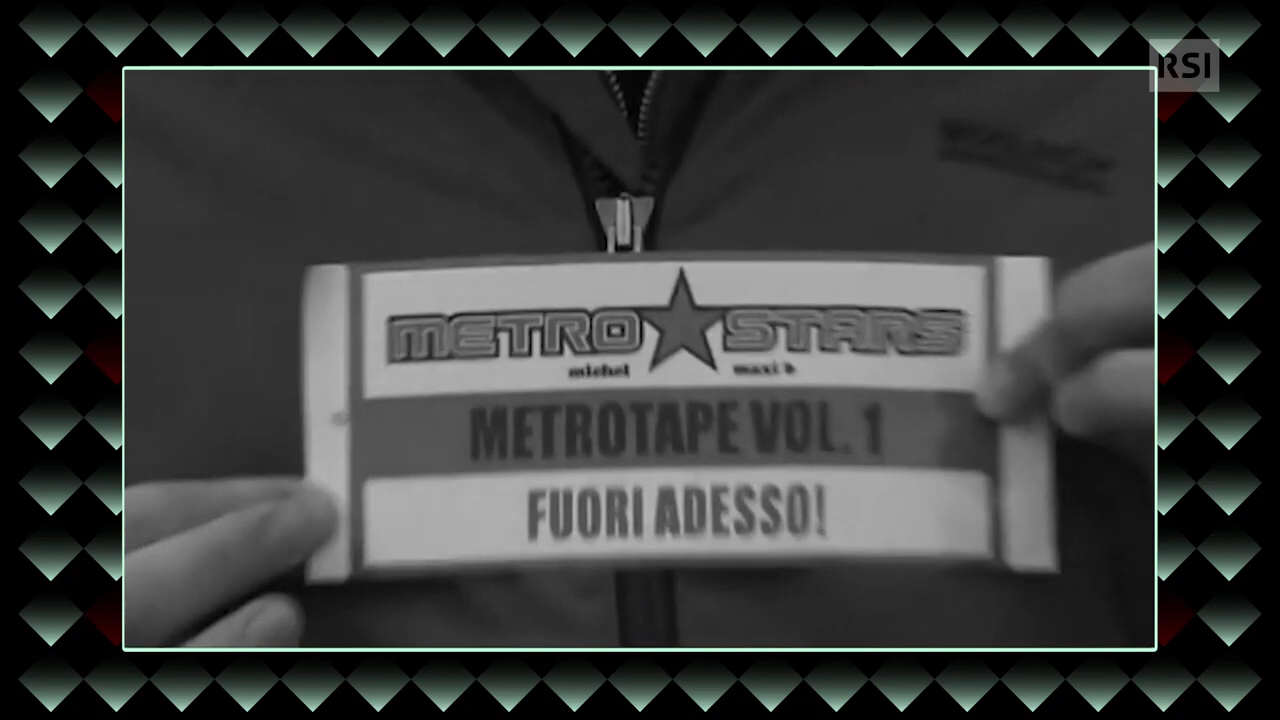 RSI
METRO★STARS
michel maxi b
METROTAPE VOL. 1
FUORI ADESSO!